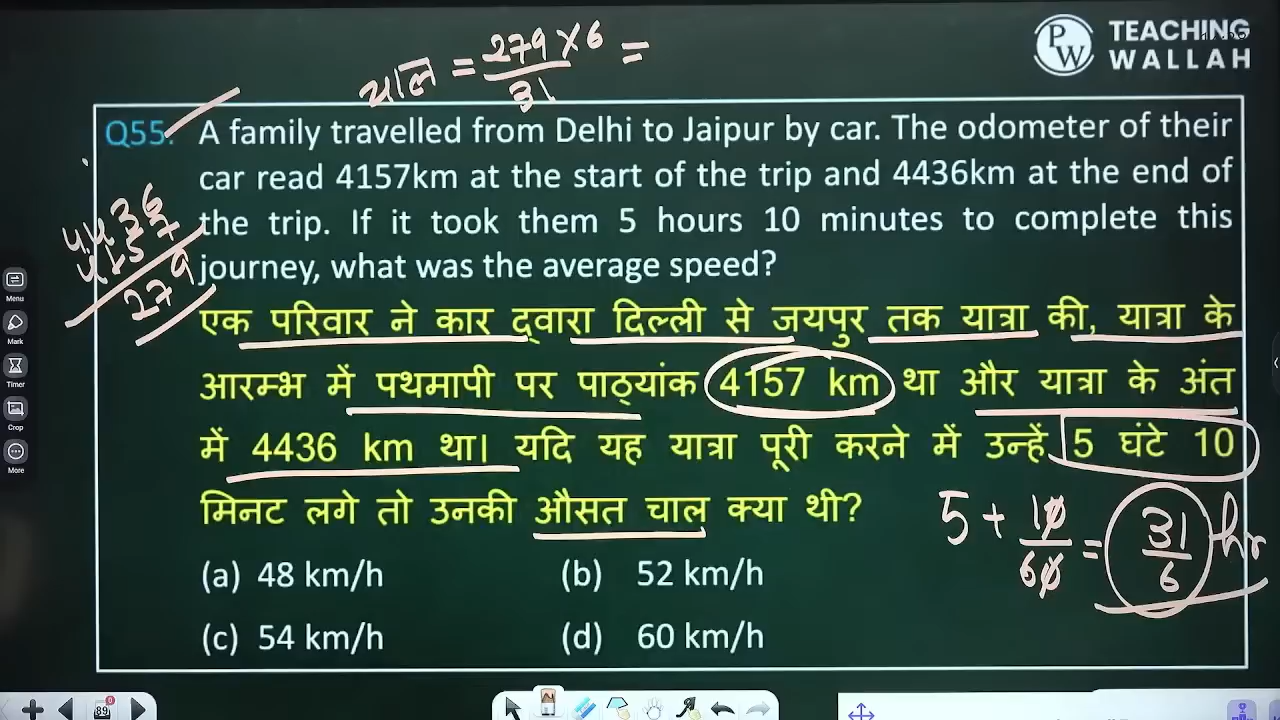 चाल = 279 x 6 / 31 =
PW TEACHING WALLAH
Q55. A family travelled from Delhi to Jaipur by car. The odometer of their
car read 4157km at the start of the trip and 4436km at the end of
the trip. If it took them 5 hours 10 minutes to complete this
journey, what was the average speed?
4436
4157
279
एक परिवार ने कार द्वारा दिल्ली से जयपुर तक यात्रा की, यात्रा के
आरम्भ में पथमापी पर पाठ्यांक 4157 km था और यात्रा के अंत
में 4436 km था। यदि यह यात्रा पूरी करने में उन्हें 5 घंटे 10
मिनट लगे तो उनकी औसत चाल क्या थी?
5 + 10/60 = 31/6 hr
(a) 48 km/h (b) 52 km/h
(c) 54 km/h (d) 60 km/h
Menu
Mark
Timer
Crop
More
89